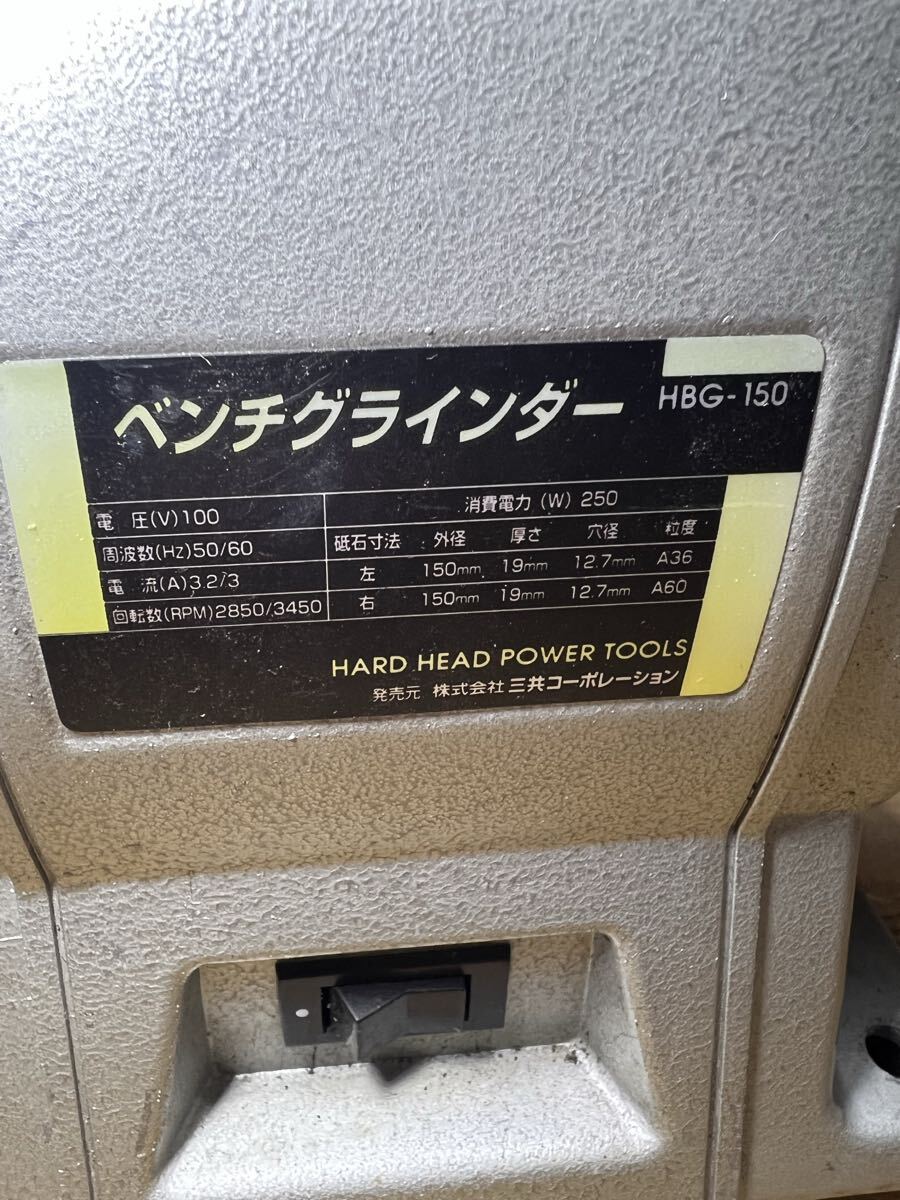 ベンチグラインダー HBG-150
電 圧(V)100
周波数(Hz)50/60
電 流(A)3.2/3
回転数(RPM)2850/3450
消費電力(W)250
砥石寸法 外径 厚さ 穴径 粒度
左 150mm 19mm 12.7mm A36
右 150mm 19mm 12.7mm A60
HARD HEAD POWER TOOLS
発売元 株式会社三共コーポレーション